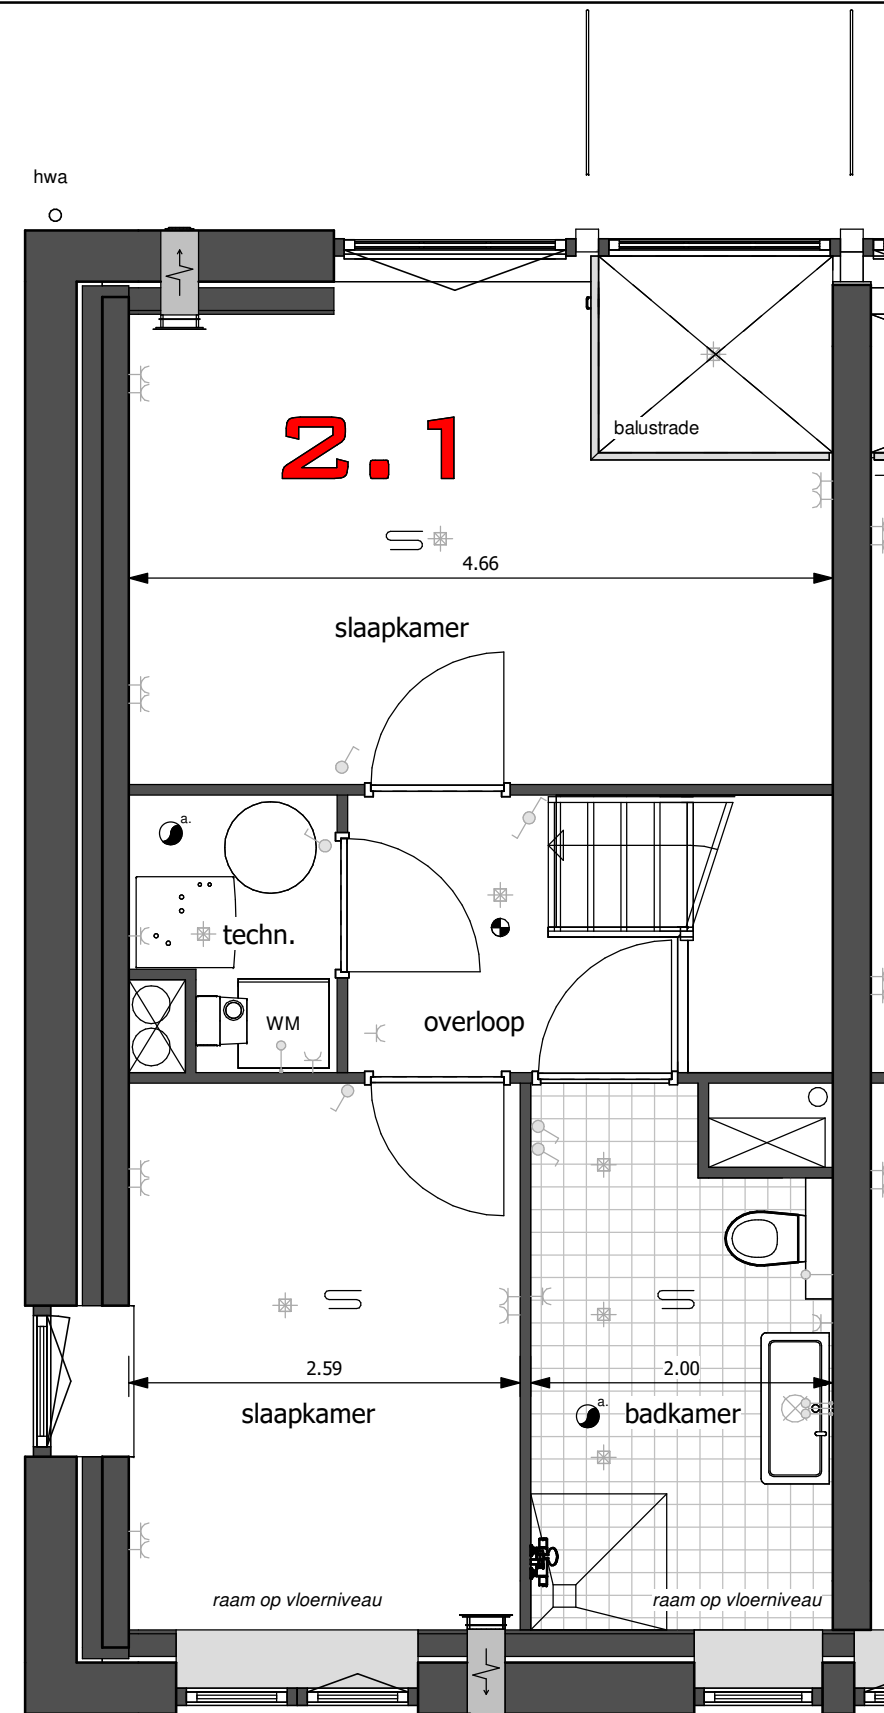 hwa
balustrade
2.1
4.66
slaapkamer
a.
techn.
WM
overloop
2.59
2.00
slaapkamer
a.
badkamer
raam op vloerniveau
raam op vloerniveau